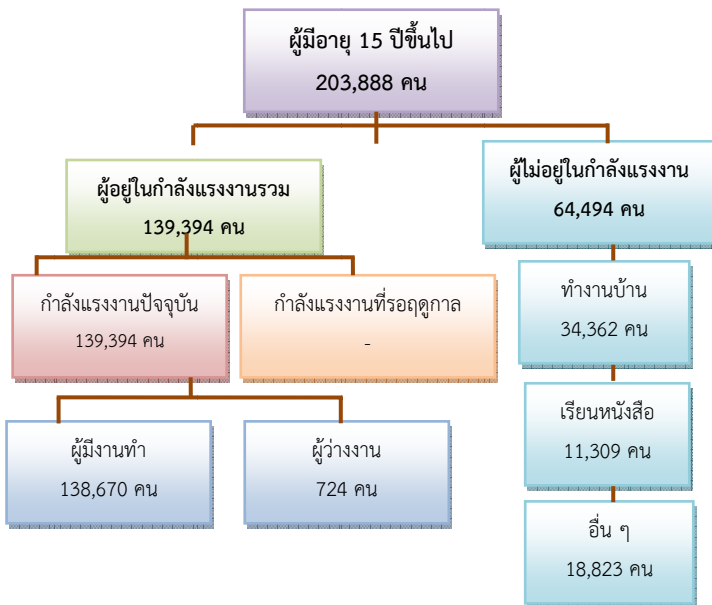 ผู้มีอายุ 15 ปีขึ้นไป
203,888 คน
ผู้อยู่ในกำลังแรงงานรวม
139,394 คน
ผู้ไม่อยู่ในกำลังแรงงาน
64,494 คน
กำลังแรงงานปัจจุบัน
139,394 คน
กำลังแรงงานที่รอฤดูกาล
-
ทำงานบ้าน
34,362 คน
ผู้มีงานทำ
138,670 คน
ผู้ว่างงาน
724 คน
เรียนหนังสือ
11,309 คน
อื่น ๆ
18,823 คน